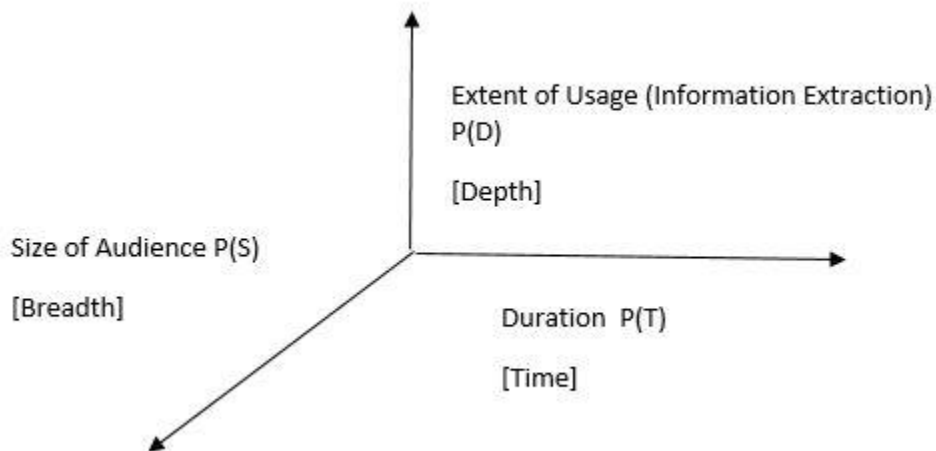 Extent of Usage (Information Extraction)
P(D)
[Depth]
Size of Audience P(S)
[Breadth]
Duration P(T)
[Time]